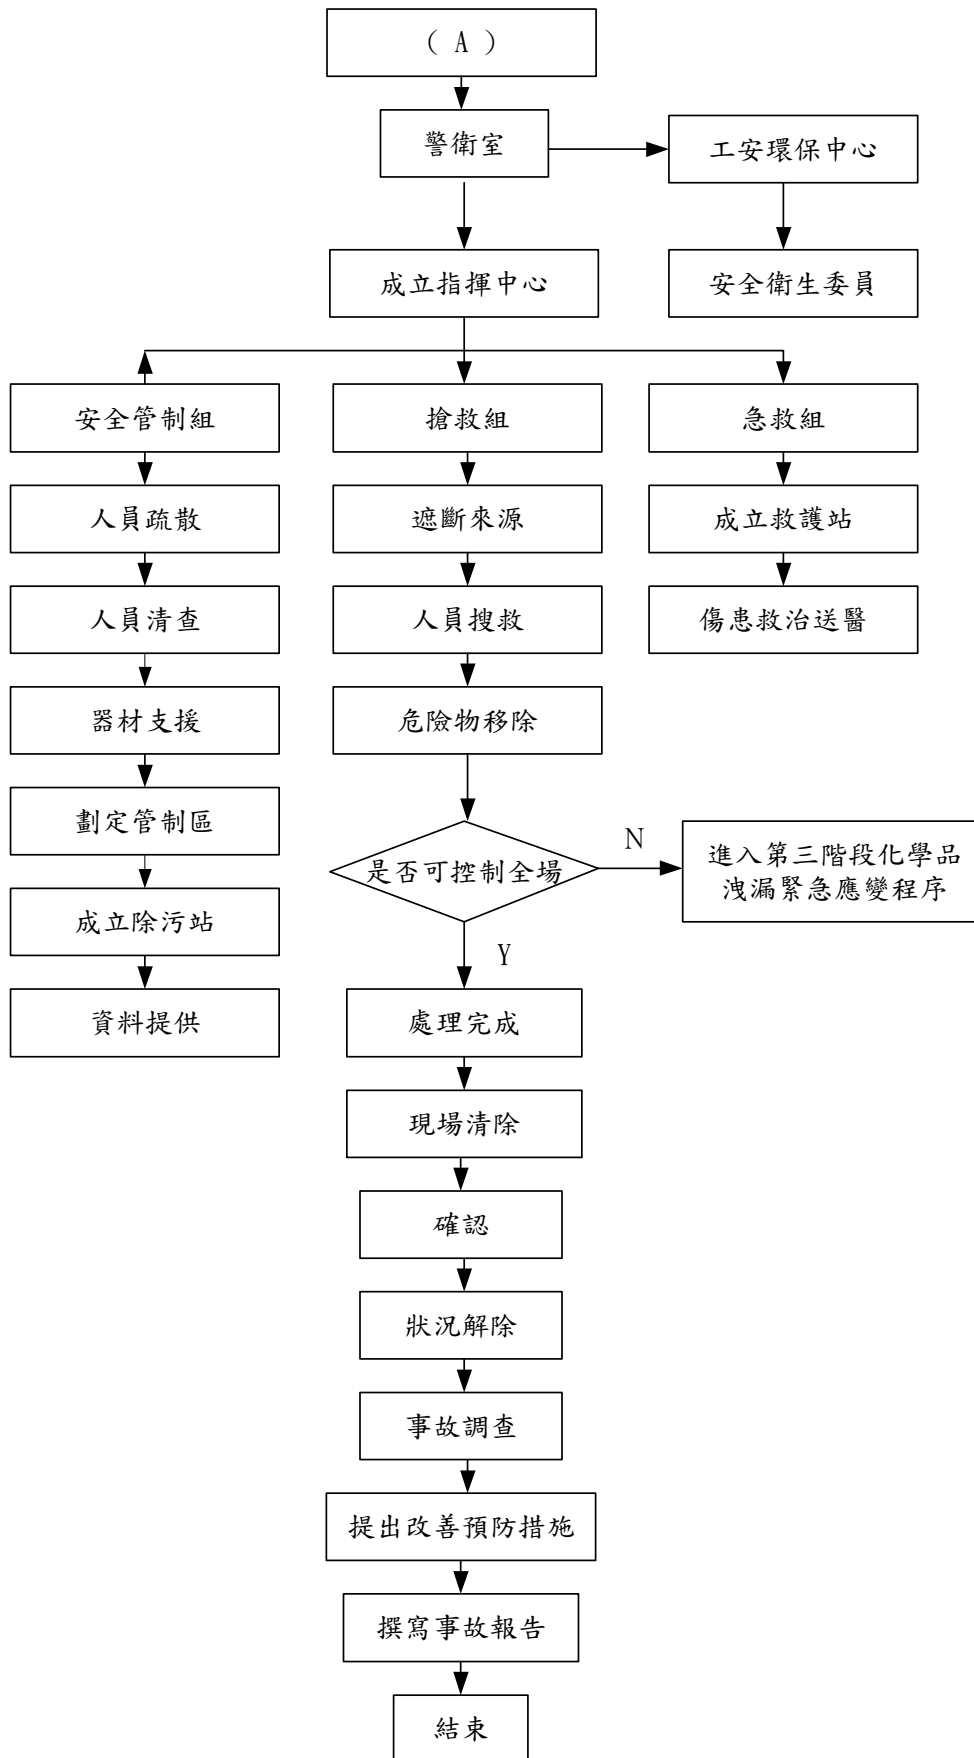 （ A ）
警衛室
工安環保中心
成立指揮中心
安全衛生委員
安全管制組
搶救組
急救組
人員疏散
遮斷來源
成立救護站
人員清查
人員搜救
傷患救治送醫
器材支援
危險物移除
劃定管制區
是否可控制全場
N
進入第三階段化學品
洩漏緊急應變程序
成立除污站
Y
資料提供
處理完成
現場清除
確認
狀況解除
事故調查
提出改善預防措施
撰寫事故報告
結束